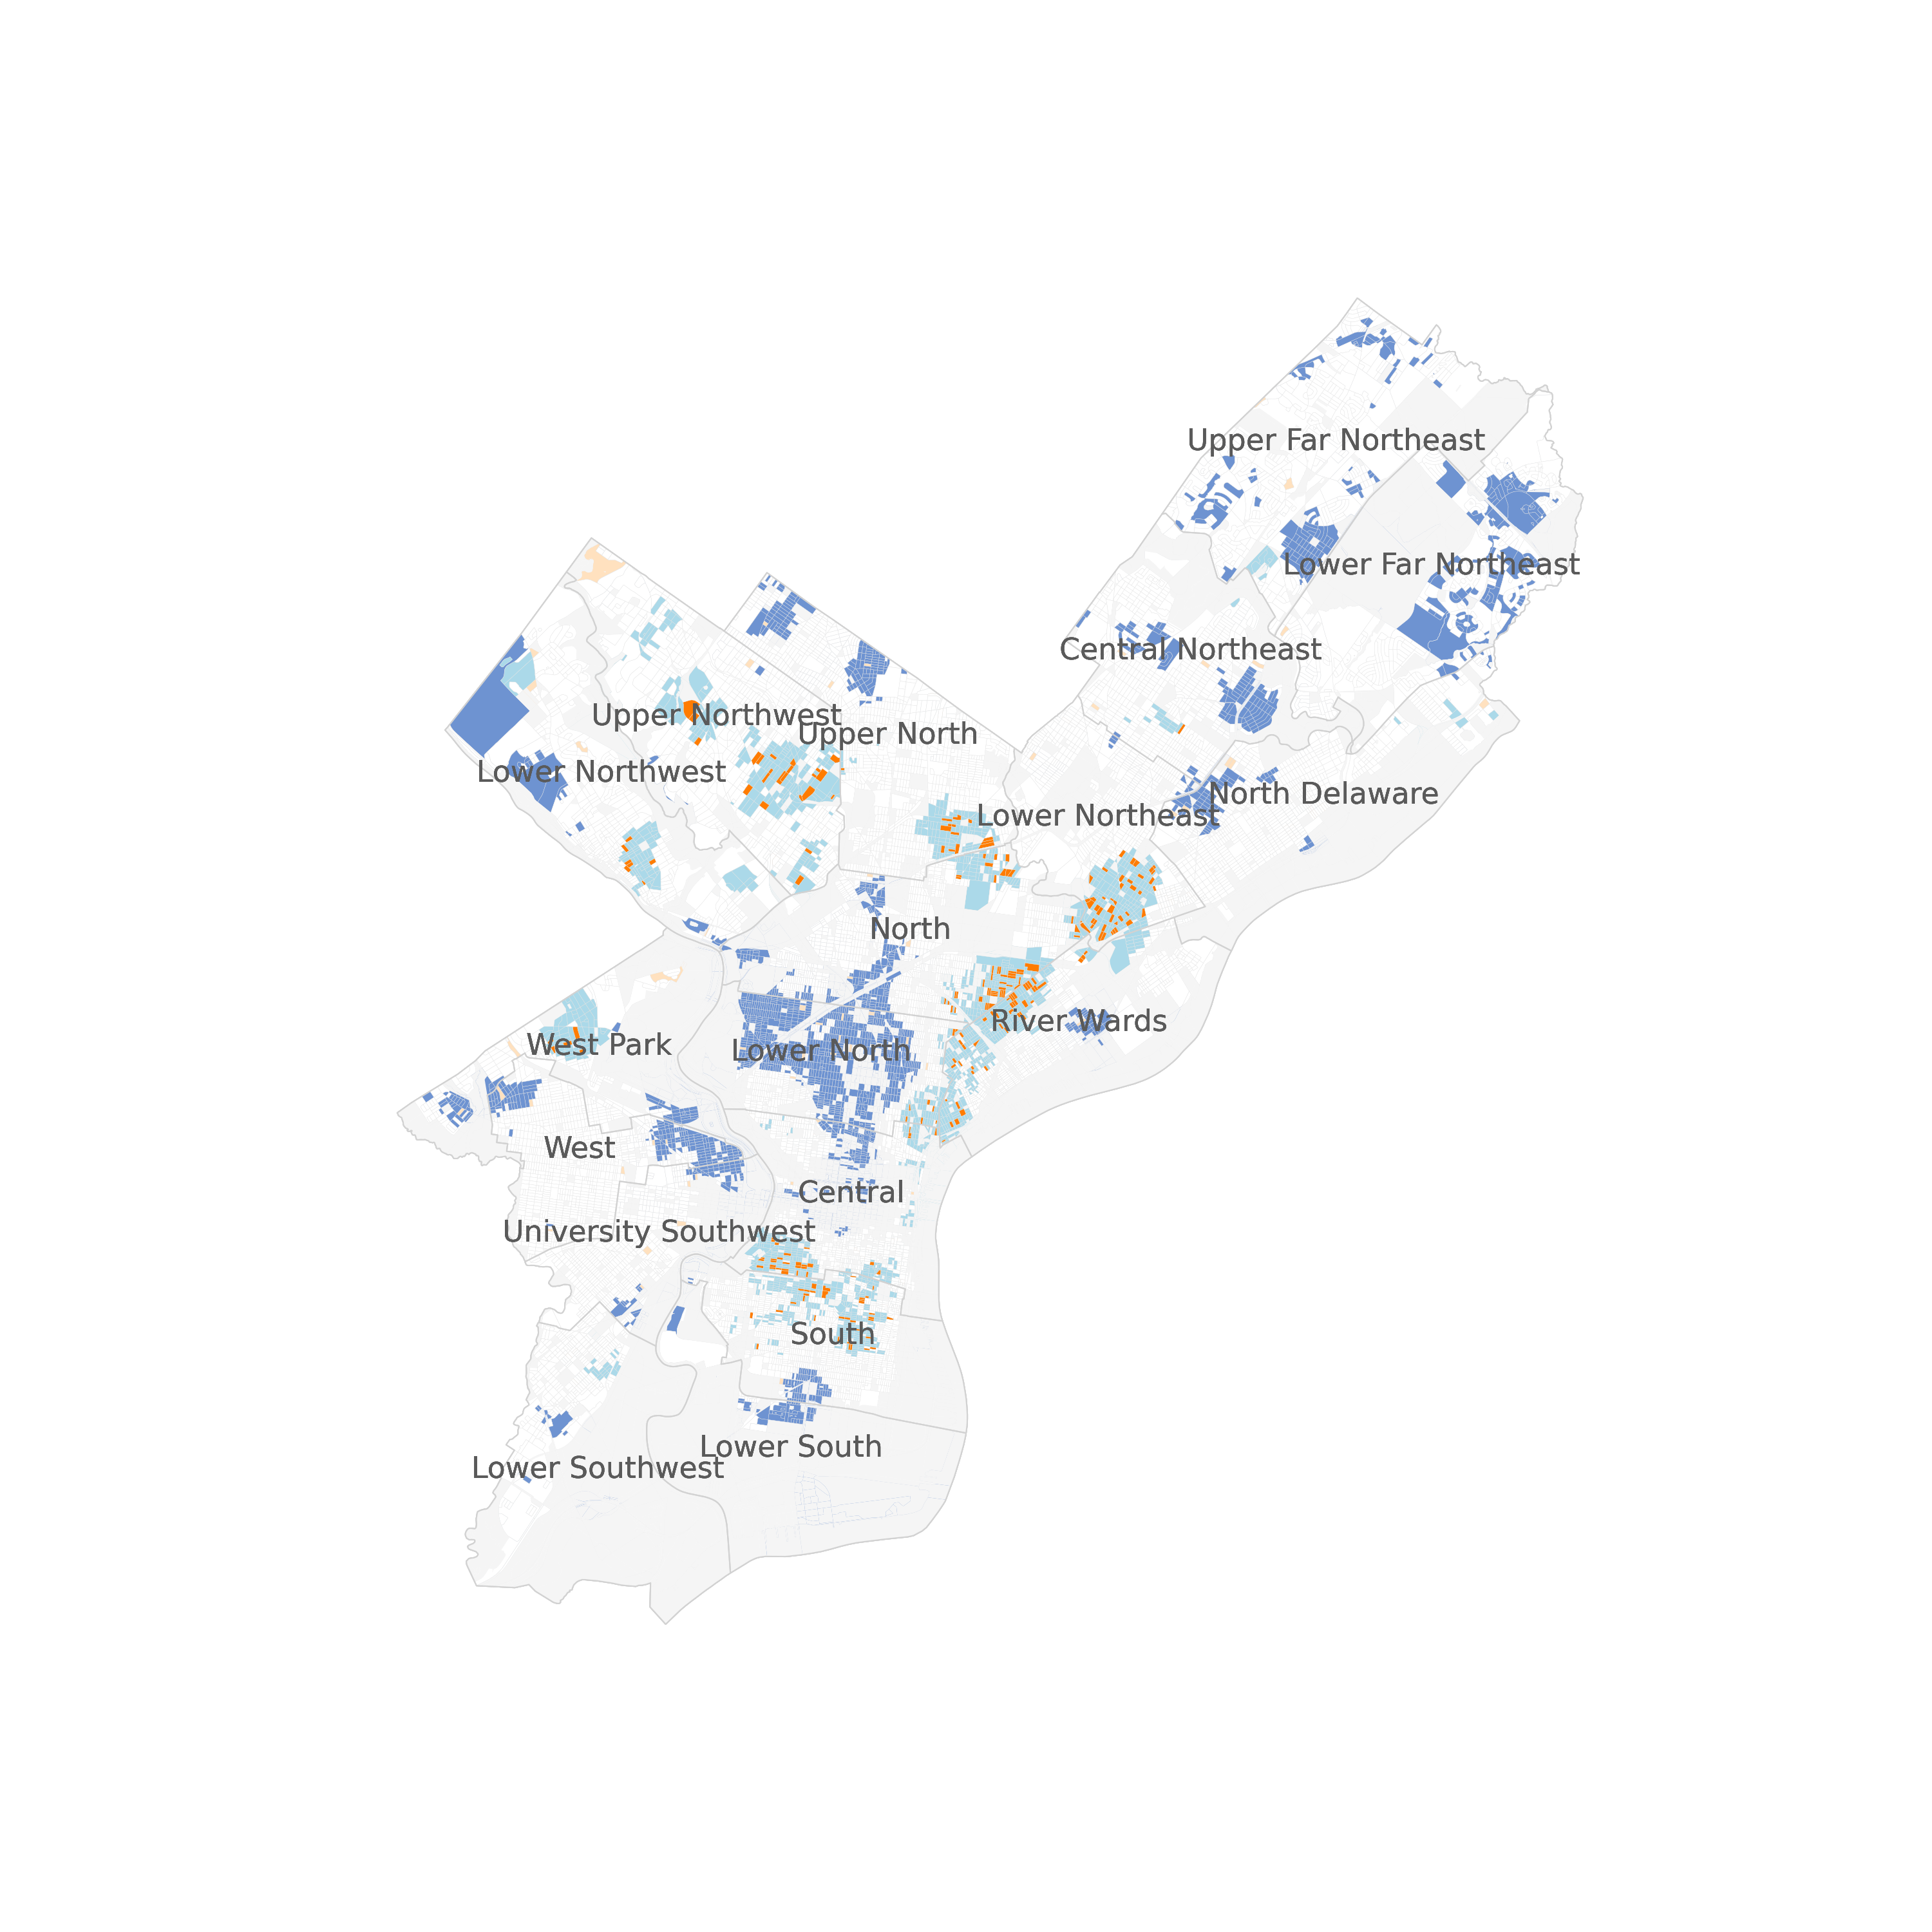 Upper Far Northeast
Lower Far Northeast
Central Northeast
Upper Northwest
Upper North
Lower Northwest
North Delaware
Lower Northeast
North
River Wards
West Park
Lower North
West
Central
University Southwest
South
Lower South
Lower Southwest